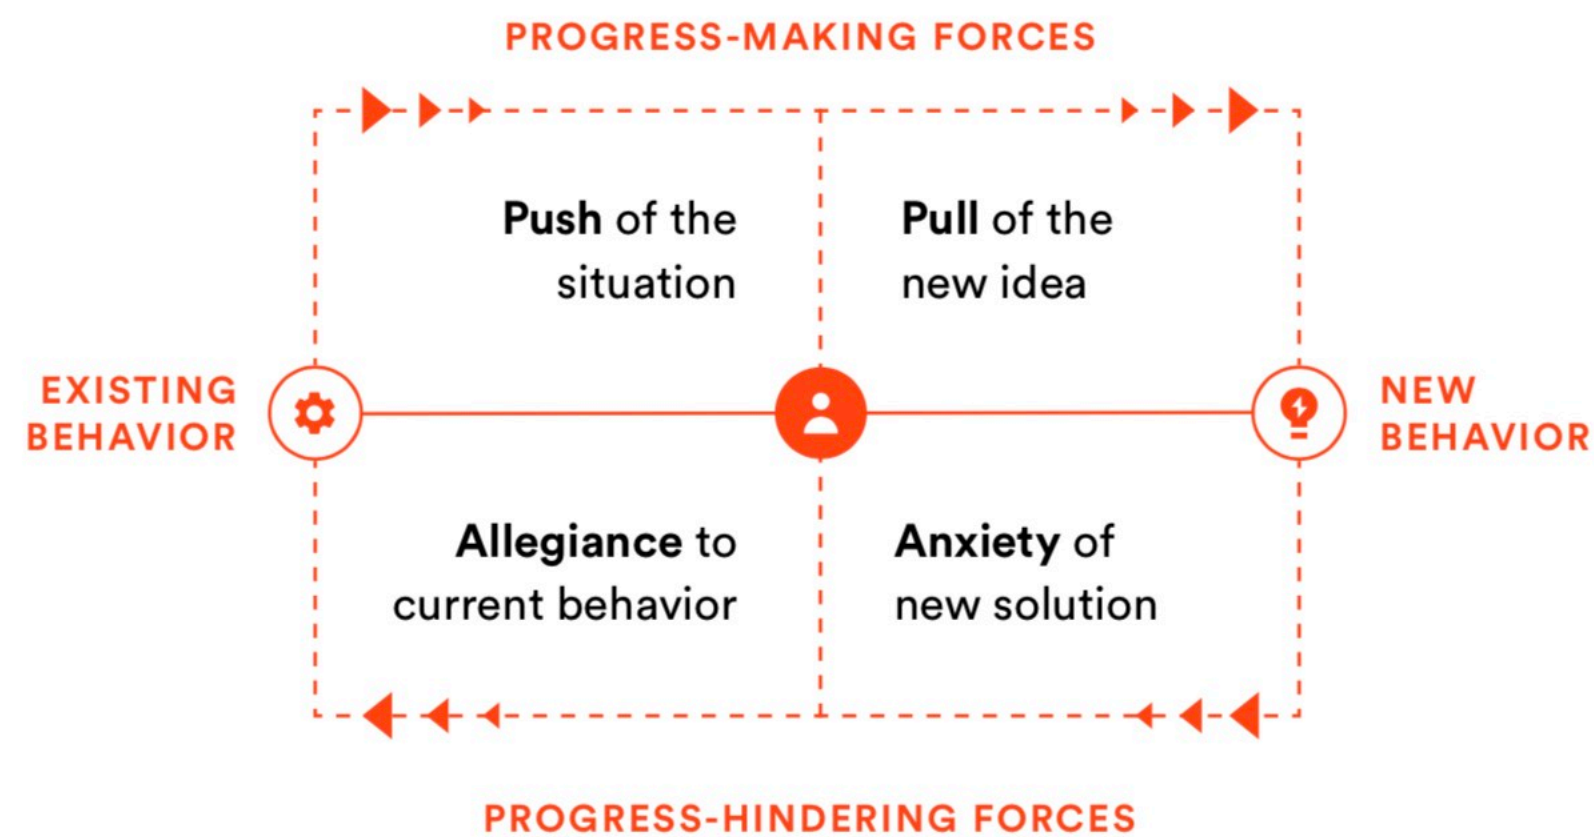 PROGRESS-MAKING FORCES
Push of the
situation
Pull of the
new idea
EXISTING
BEHAVIOR
NEW
BEHAVIOR
Allegiance to
current behavior
Anxiety of
new solution
PROGRESS-HINDERING FORCES